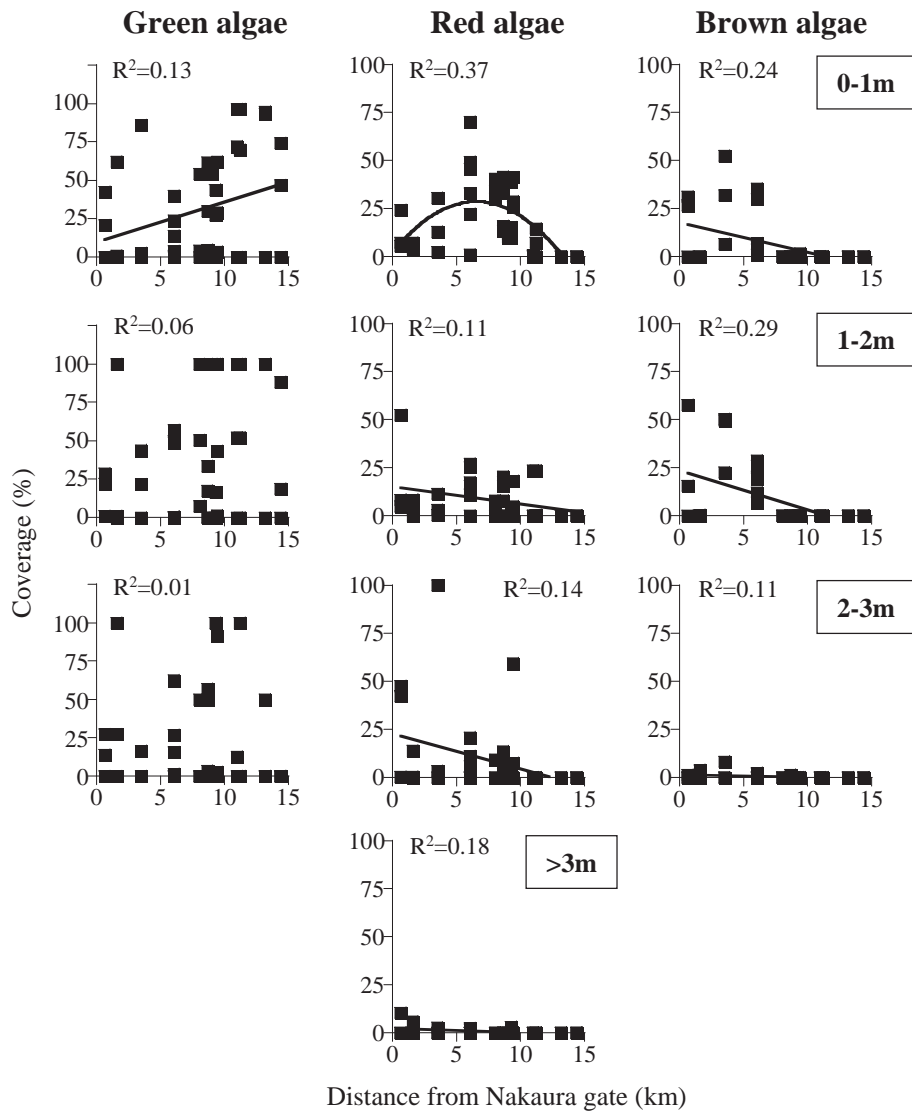 Green algae Red algae Brown algae
R²=0.13
100
75
50
25
0
0 5 10 15
R²=0.37
100
75
50
25
0
0 5 10 15
R²=0.24
100
75
50
25
0
0 5 10 15
0-1m
R²=0.06
100
75
50
25
0
0 5 10 15
R²=0.11
100
75
50
25
0
0 5 10 15
R²=0.29
100
75
50
25
0
0 5 10 15
1-2m
Coverage (%)
R²=0.01
100
75
50
25
0
0 5 10 15
R²=0.14
100
75
50
25
0
0 5 10 15
R²=0.11
100
75
50
25
0
0 5 10 15
2-3m
R²=0.18
100
75
50
25
0
0 5 10 15
>3m
Distance from Nakaura gate (km)